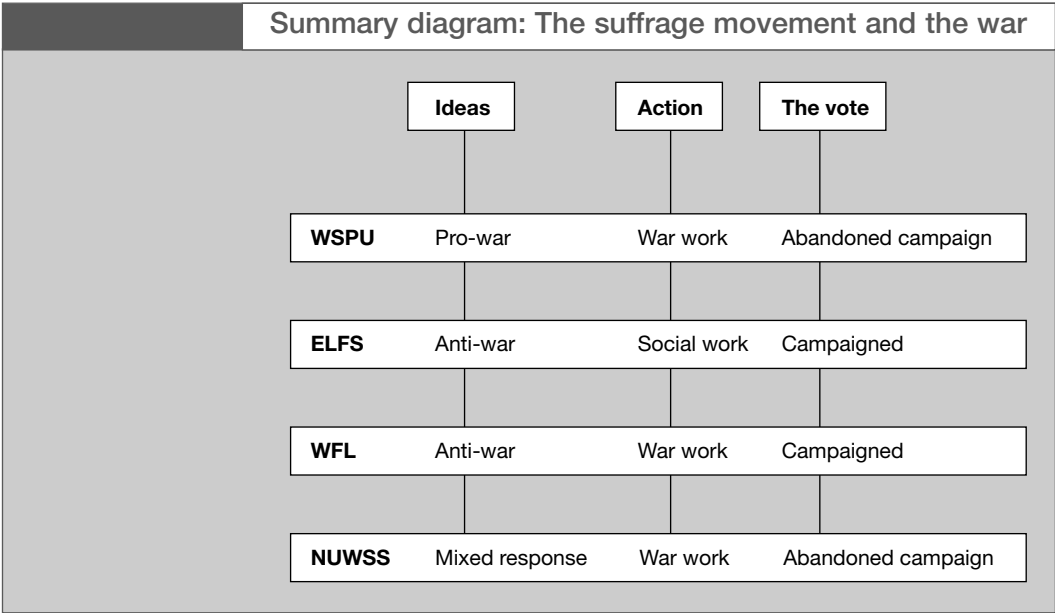 Summary diagram: The suffrage movement and the war
Ideas Action The vote
WSPU Pro-war War work Abandoned campaign
ELFS Anti-war Social work Campaigned
WFL Anti-war War work Campaigned
NUWSS Mixed response War work Abandoned campaign